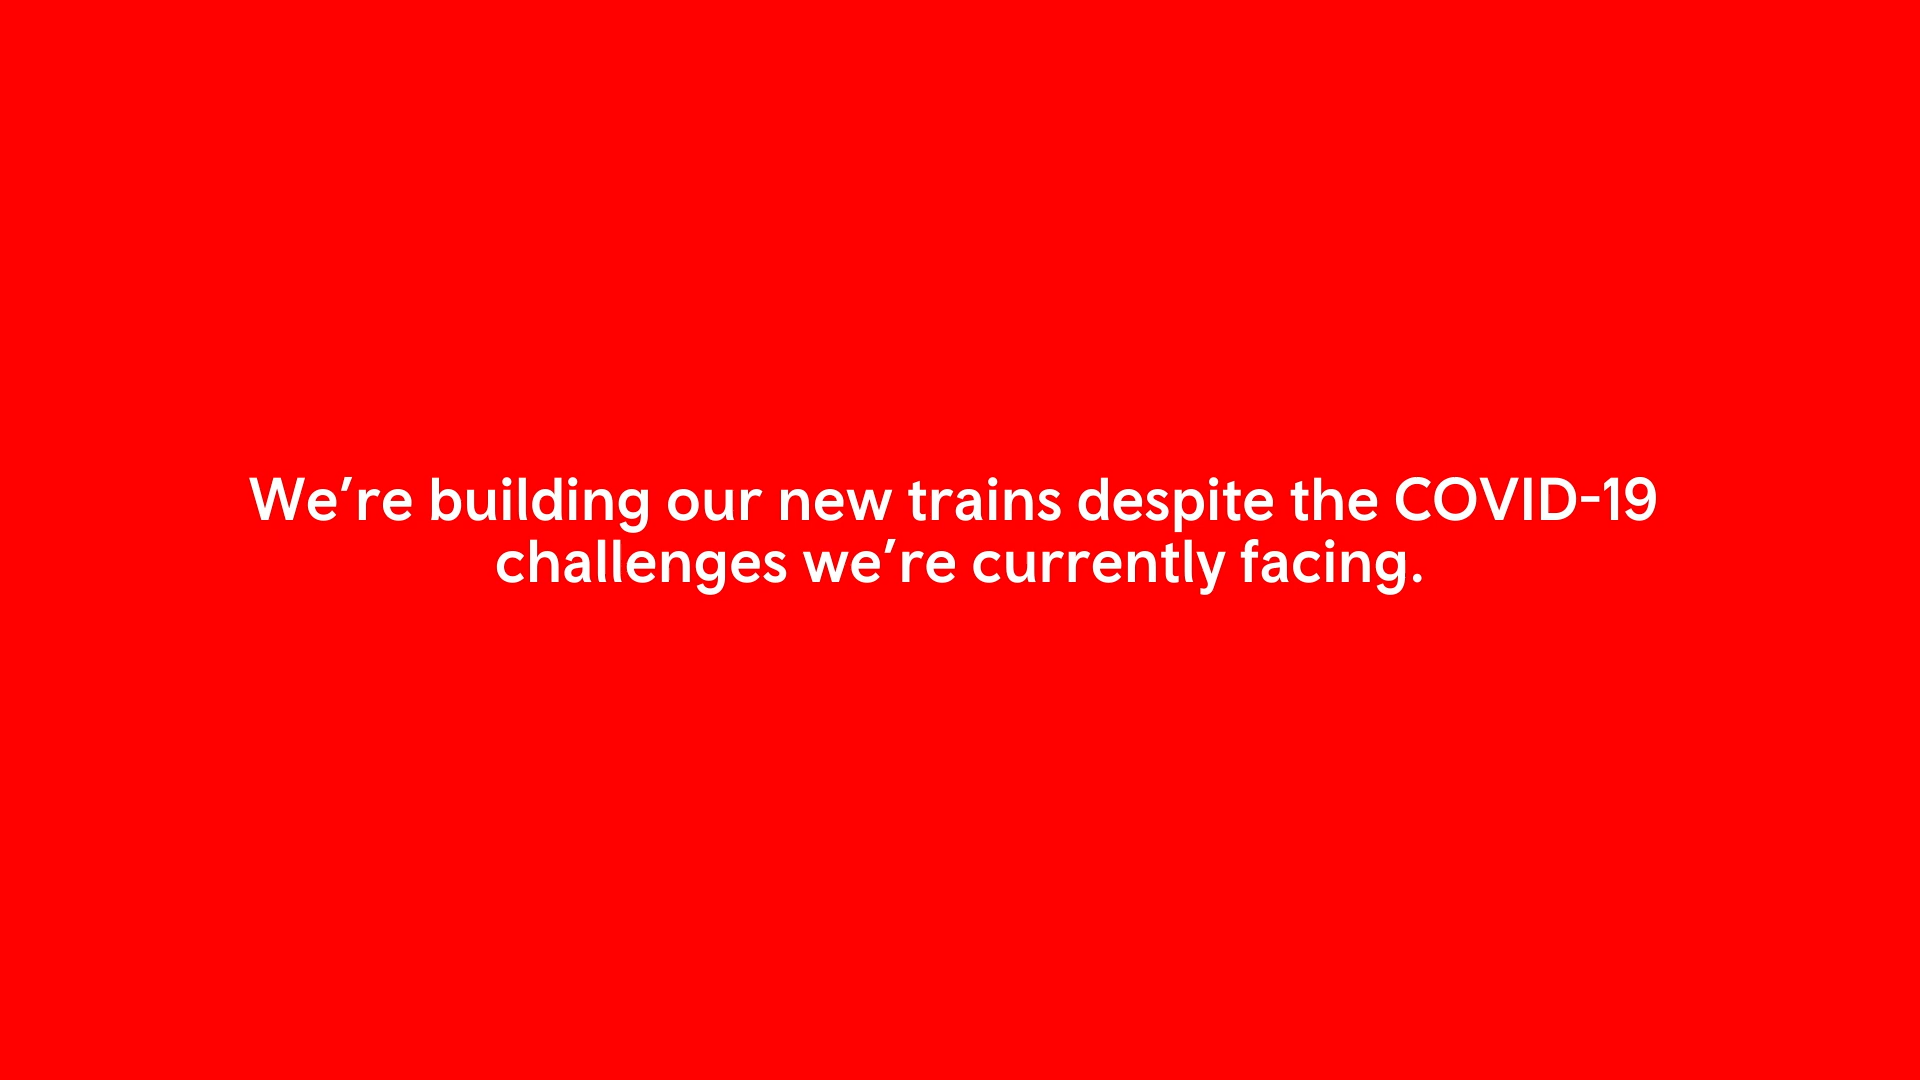 We’re building our new trains despite the COVID-19
challenges we’re currently facing.